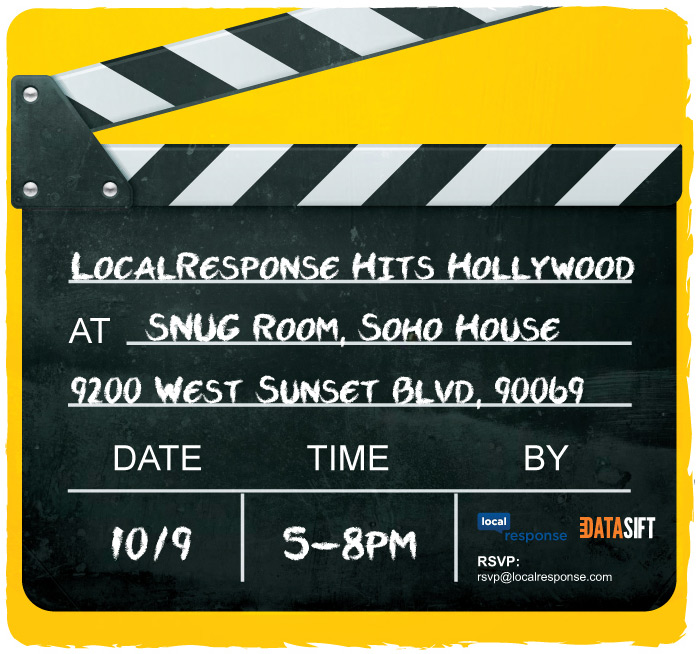 LocalResponse Hits Hollywood
AT Snug Room, Soho House
9200 West Sunset Blvd, 90069
DATE TIME BY
10/9 5-8PM
local response DATASIFT
RSVP:
rsvp@localresponse.com